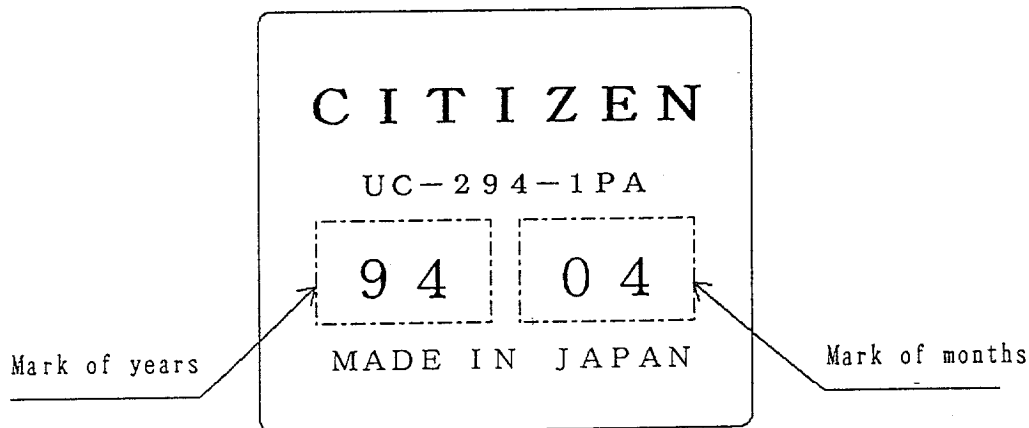 CITIZEN
UC-294-1PA
94 04
MADE IN JAPAN
Mark of years
Mark of months